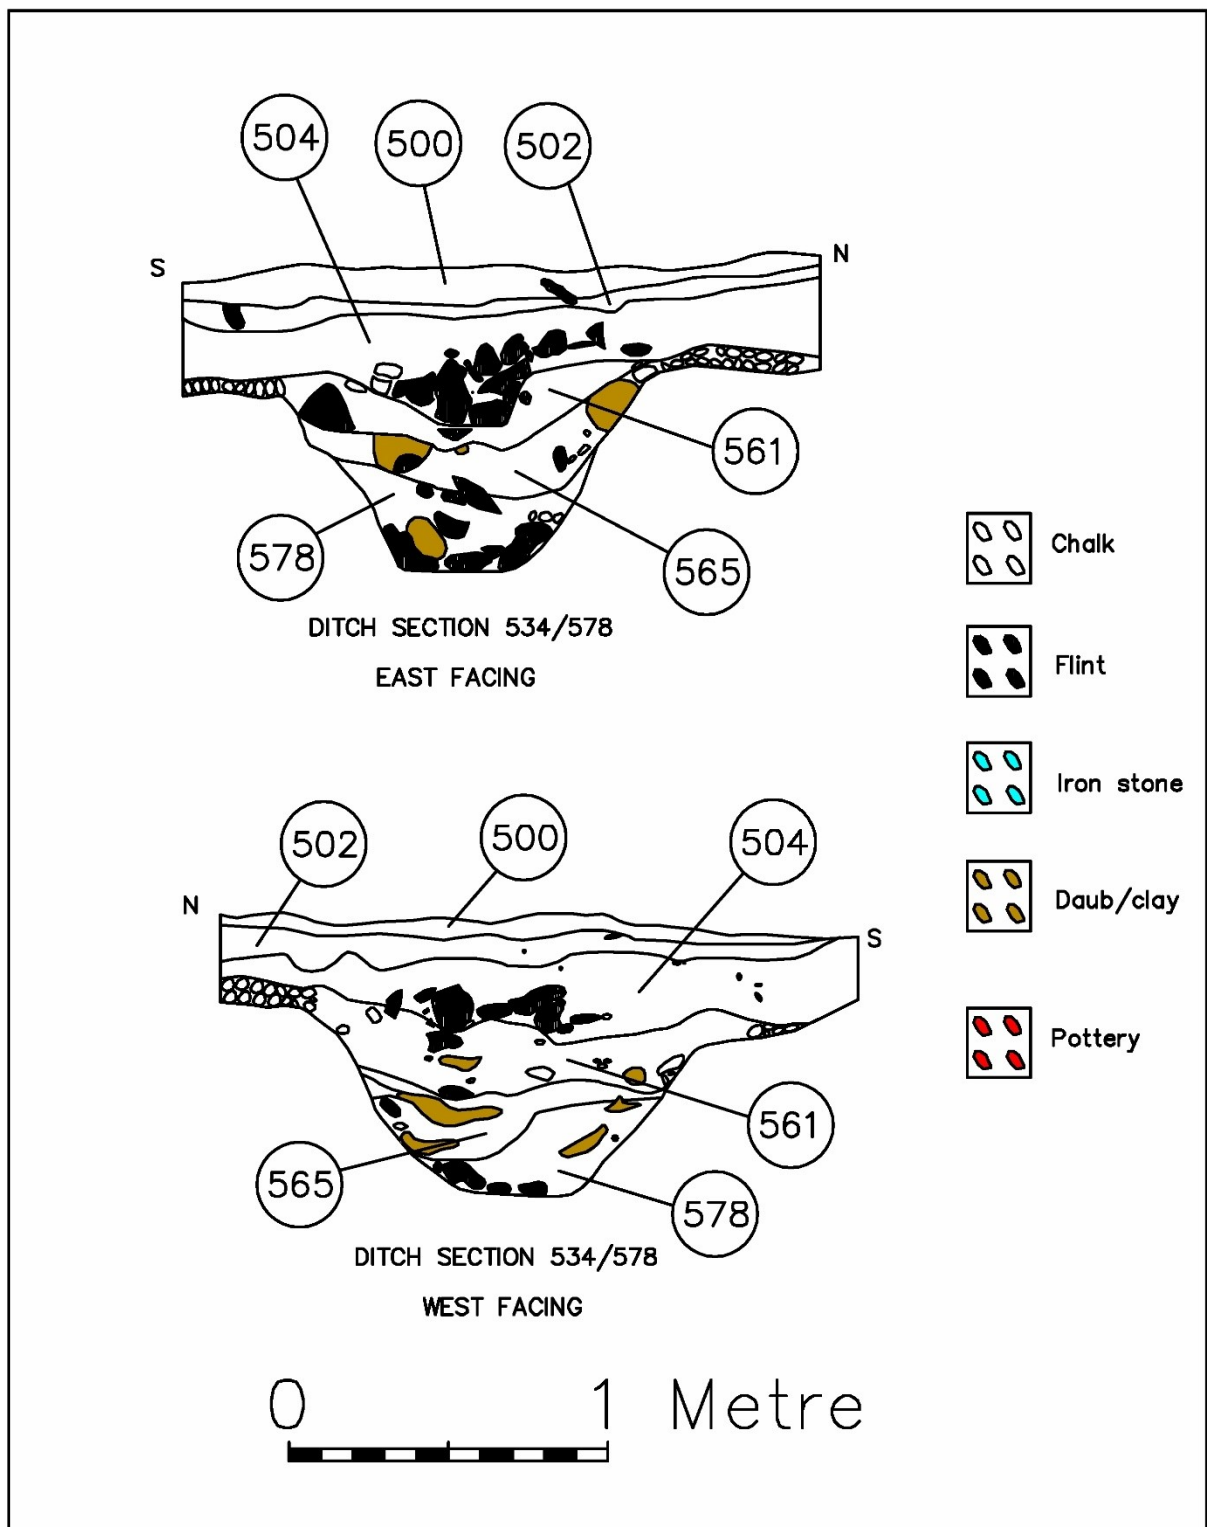 504 500 502
S N
561
578 565
DITCH SECTION 534/578
EAST FACING
Chalk
Flint
Iron stone
Daub/clay
Pottery
502 500 504
N S
561
565 578
DITCH SECTION 534/578
WEST FACING
0 1 Metre